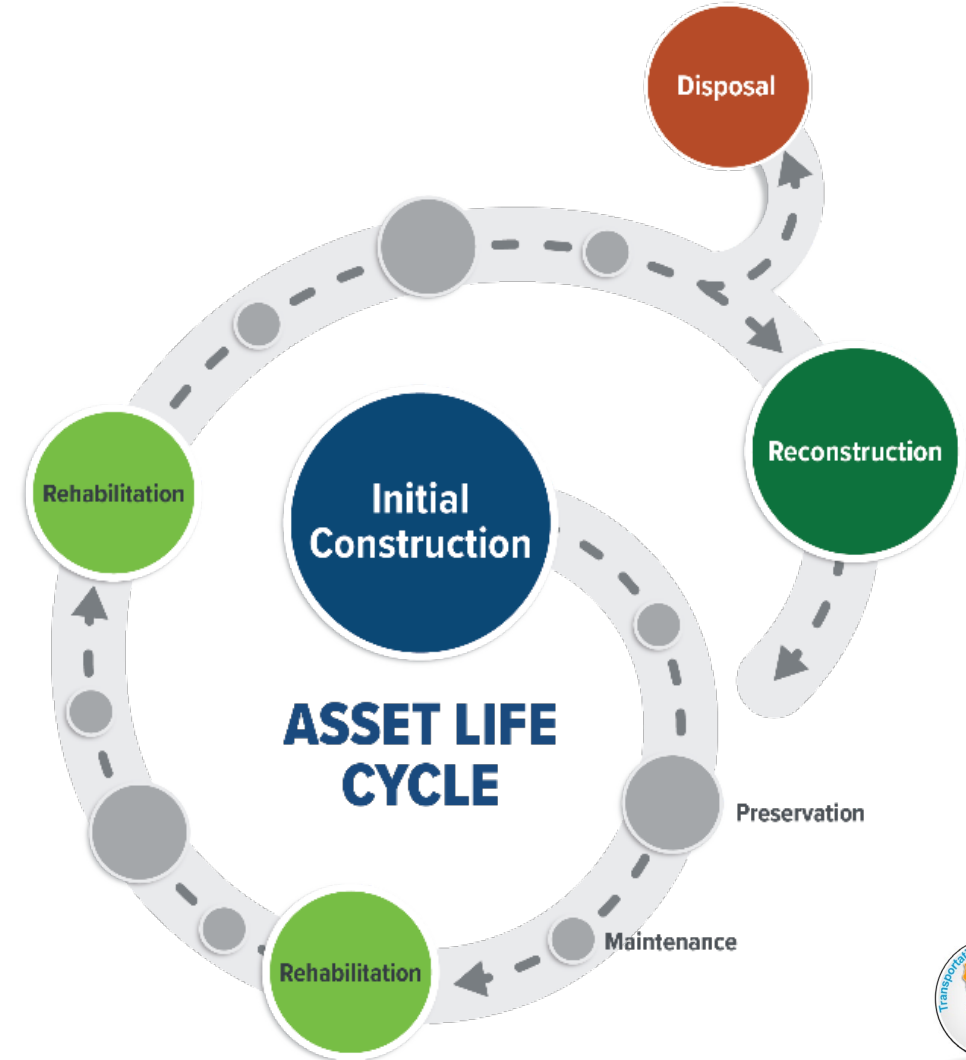 Disposal
Reconstruction
Rehabilitation
Initial
Construction
ASSET LIFE
CYCLE
Preservation
Maintenance
Rehabilitation